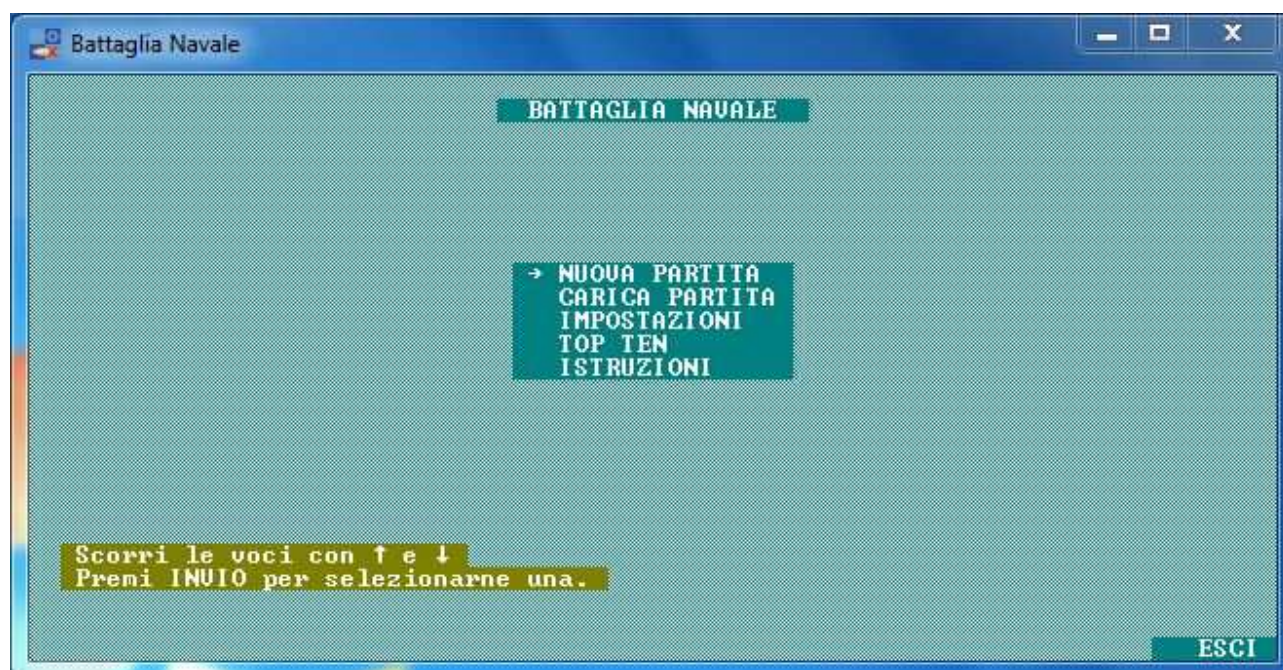 Battaglia Navale
BATTAGLIA NAVALE
→ NUOVA PARTITA
CARICA PARTITA
IMPOSTAZIONI
TOP TEN
ISTRUZIONI
Scorri le voci con ↑ e ↓
Premi INVIO per selezionarne una.
ESCI